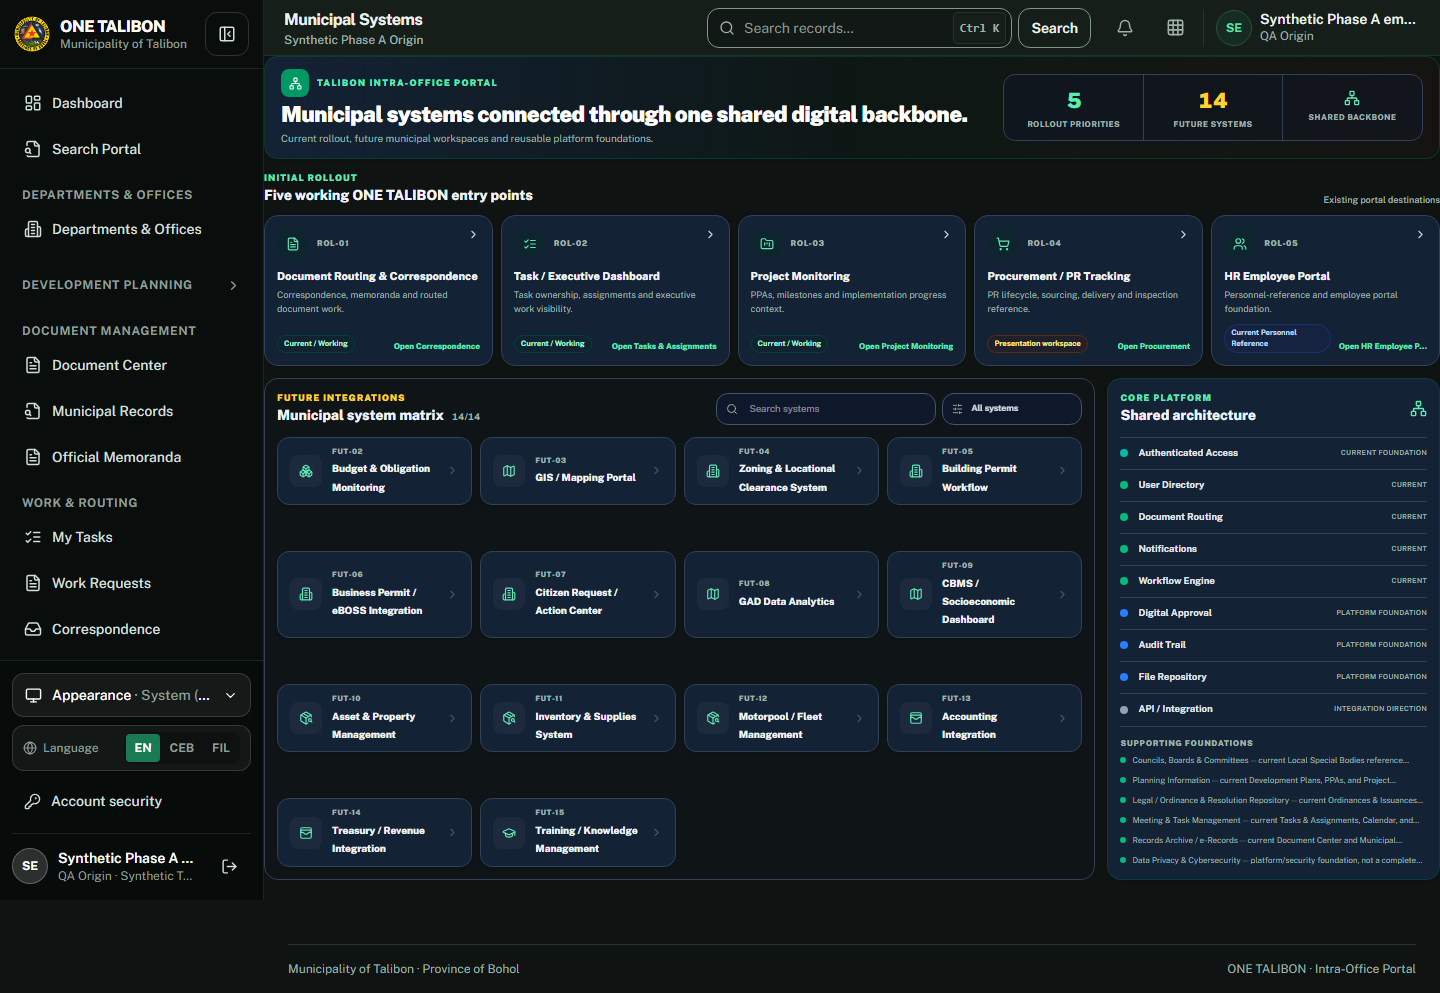 ONE TALIBON
Municipality of Talibon
Dashboard
Search Portal
DEPARTMENTS & OFFICES
Departments & Offices
DEVELOPMENT PLANNING
DOCUMENT MANAGEMENT
Document Center
Municipal Records
Official Memoranda
WORK & ROUTING
My Tasks
Work Requests
Correspondence
Appearance · System (...
Language EN CEB FIL
Account security
SE Synthetic Phase A ...
QA Origin · Synthetic T...
Municipal Systems
Synthetic Phase A Origin
Search records... Ctrl K Search
SE Synthetic Phase A em...
QA Origin
TALIBON INTRA-OFFICE PORTAL
Municipal systems connected through one shared digital backbone.
Current rollout, future municipal workspaces and reusable platform foundations.
5
ROLLOUT PRIORITIES
14
FUTURE SYSTEMS
SHARED BACKBONE
INITIAL ROLLOUT
Five working ONE TALIBON entry points
Existing portal destinations
ROL-01
Document Routing & Correspondence
Correspondence, memoranda and routed
document work.
Current / Working Open Correspondence
ROL-02
Task / Executive Dashboard
Task ownership, assignments and executive
work visibility.
Current / Working Open Tasks & Assignments
ROL-03
Project Monitoring
PPAs, milestones and implementation progress
context.
Current / Working Open Project Monitoring
ROL-04
Procurement / PR Tracking
PR lifecycle, sourcing, delivery and inspection
reference.
Presentation workspace Open Procurement
ROL-05
HR Employee Portal
Personnel-reference and employee portal
foundation.
Current Personnel
Reference
Open HR Employee P...
FUTURE INTEGRATIONS
Municipal system matrix 14/14
Search systems All systems
FUT-02
Budget & Obligation
Monitoring
FUT-03
GIS / Mapping Portal
FUT-04
Zoning & Locational
Clearance System
FUT-05
Building Permit
Workflow
FUT-06
Business Permit /
eBOSS Integration
FUT-07
Citizen Request /
Action Center
FUT-08
GAD Data Analytics
FUT-09
CBMS /
Socioeconomic
Dashboard
FUT-10
Asset & Property
Management
FUT-11
Inventory & Supplies
System
FUT-12
Motorpool / Fleet
Management
FUT-13
Accounting
Integration
FUT-14
Treasury / Revenue
Integration
FUT-15
Training / Knowledge
Management
CORE PLATFORM
Shared architecture
Authenticated Access CURRENT FOUNDATION
User Directory CURRENT
Document Routing CURRENT
Notifications CURRENT
Workflow Engine CURRENT
Digital Approval PLATFORM FOUNDATION
Audit Trail PLATFORM FOUNDATION
File Repository PLATFORM FOUNDATION
API / Integration INTEGRATION DIRECTION
SUPPORTING FOUNDATIONS
Councils, Boards & Committees — current Local Special Bodies reference...
Planning Information — current Development Plans, PPAs, and Project...
Legal / Ordinance & Resolution Repository — current Ordinances & Issuances...
Meeting & Task Management — current Tasks & Assignments, Calendar, and...
Records Archive / e-Records — current Document Center and Municipal...
Data Privacy & Cybersecurity — platform/security foundation, not a complete...
Municipality of Talibon · Province of Bohol
ONE TALIBON · Intra-Office Portal